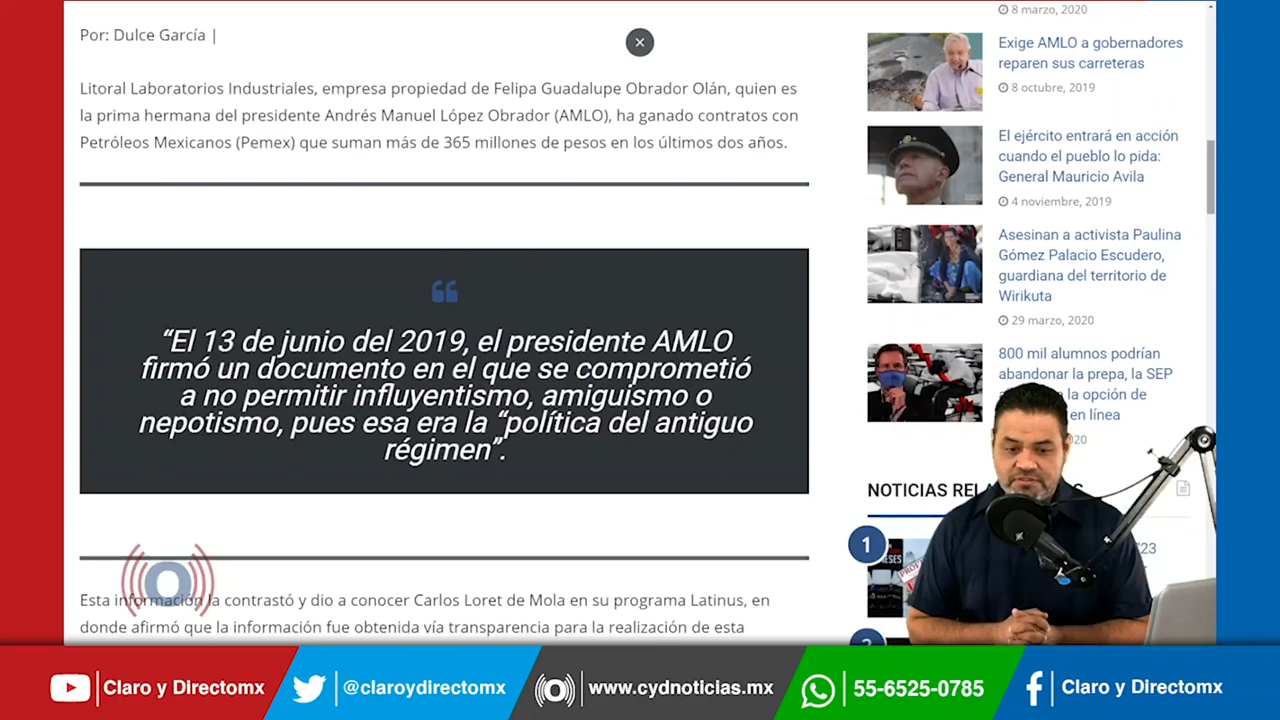 Por: Dulce García |
Litoral Laboratorios Industriales, empresa propiedad de Felipa Guadalupe Obrador Olán, quien es
la prima hermana del presidente Andrés Manuel López Obrador (AMLO), ha ganado contratos con
Petróleos Mexicanos (Pemex) que suman más de 365 millones de pesos en los últimos dos años.
“El 13 de junio del 2019, el presidente AMLO
firmó un documento en el que se comprometió
a no permitir influyentismo, amiguismo o
nepotismo, pues esa era la “política del antiguo
régimen”.
Esta información la contrastó y dio a conocer Carlos Loret de Mola en su programa Latinus, en
donde afirmó que la información fue obtenida vía transparencia para la realización de esta
8 marzo, 2020
Exige AMLO a gobernadores
reparen sus carreteras
8 octubre, 2019
El ejército entrará en acción
cuando el pueblo lo pida:
General Mauricio Avila
4 noviembre, 2019
Asesinan a activista Paulina
Gómez Palacio Escudero,
guardiana del territorio de
Wirikuta
29 marzo, 2020
800 mil alumnos podrían
abandonar la prepa, la SEP
la opción de
en línea
NOTICIAS
1
2
Claro y Directomx
@claroydirectomx
www.cydnoticias.mx
55-6525-0785
Claro y Directomx